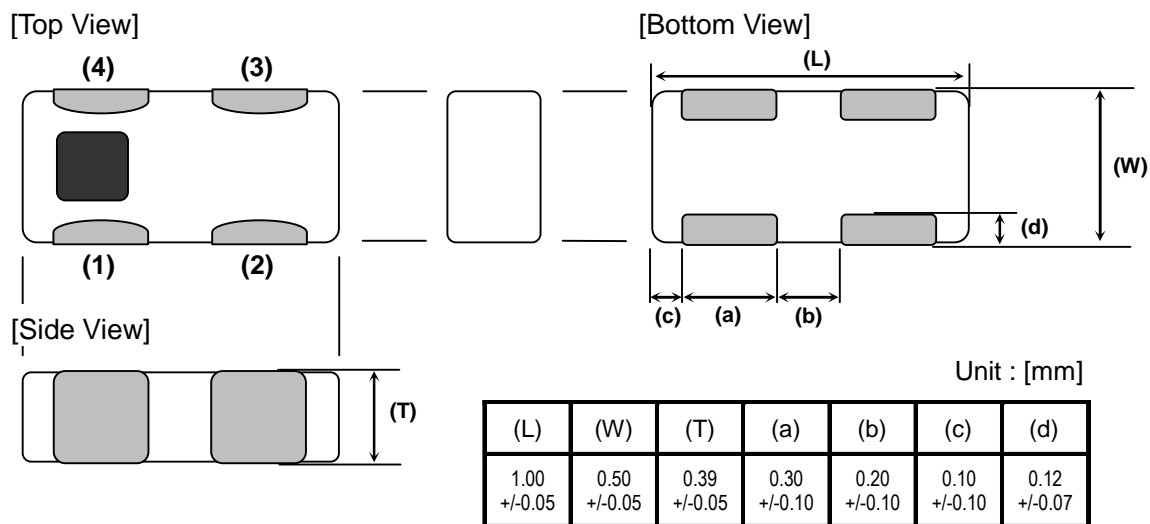 [Top View]
[Bottom View]
(4) (3)
(L)
(W)
(d)
(1) (2)
(c) (a) (b)
[Side View]
(T)
Unit : [mm]
(L) (W) (T) (a) (b) (c) (d)
1.00 0.50 0.39 0.30 0.20 0.10 0.12
+/-0.05 +/-0.05 +/-0.05 +/-0.10 +/-0.10 +/-0.10 +/-0.07